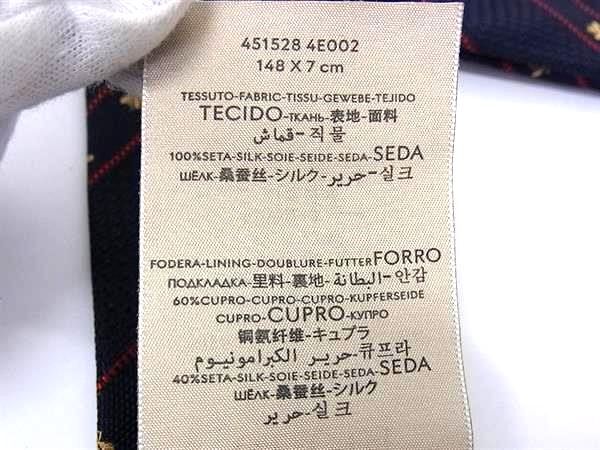 451528 4E002
148 X 7 cm
TESSUTO-FABRIC-TISSU-GEWEBE-TEJIDO
TECIDO-ТКАНЬ-表地-面料
직물-قماش
100%SETA-SILK-SOIE-SEIDE-SEDA-SEDA
ШЁЛК-桑蚕丝-シルク-حرير-실크
FODERA-LINING-DOUBLURE-FUTTERFORRO
ПОДКЛАДКА-里料-裏地-البطانة-안감
60%CUPRO-CUPRO-CUPRO-KUPFERSEIDE
CUPRO-CUPRO-КУПРО
铜氨纤维-キュプラ
큐프라-حرير الكبرامونيوم
40%SETA-SILK-SOIE-SEIDE-SEDA-SEDA
ШЁЛК-桑蚕丝-シルク
실크-حرير